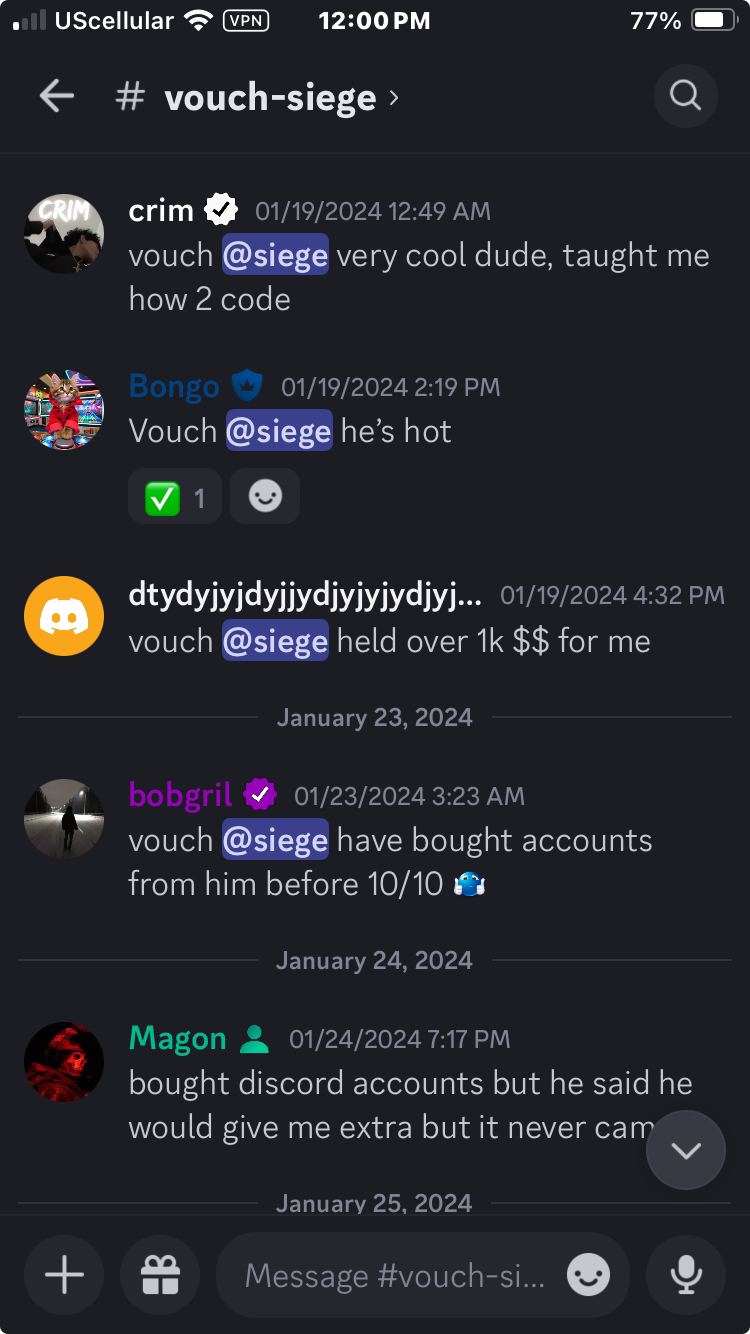 UScellular VPN 12:00 PM 77%
# vouch-siege
CRIM
crim 01/19/2024 12:49 AM
vouch @siege very cool dude, taught me
how 2 code
Bongo 01/19/2024 2:19 PM
Vouch @siege he's hot
1
dtydyjyjdyjjydjyjyjydjyj... 01/19/2024 4:32 PM
vouch @siege held over 1k $$ for me
January 23, 2024
bobgril 01/23/2024 3:23 AM
vouch @siege have bought accounts
from him before 10/10
January 24, 2024
Magon 01/24/2024 7:17 PM
bought discord accounts but he said he
would give me extra but it never cam
January 25, 2024
Message #vouch-si...